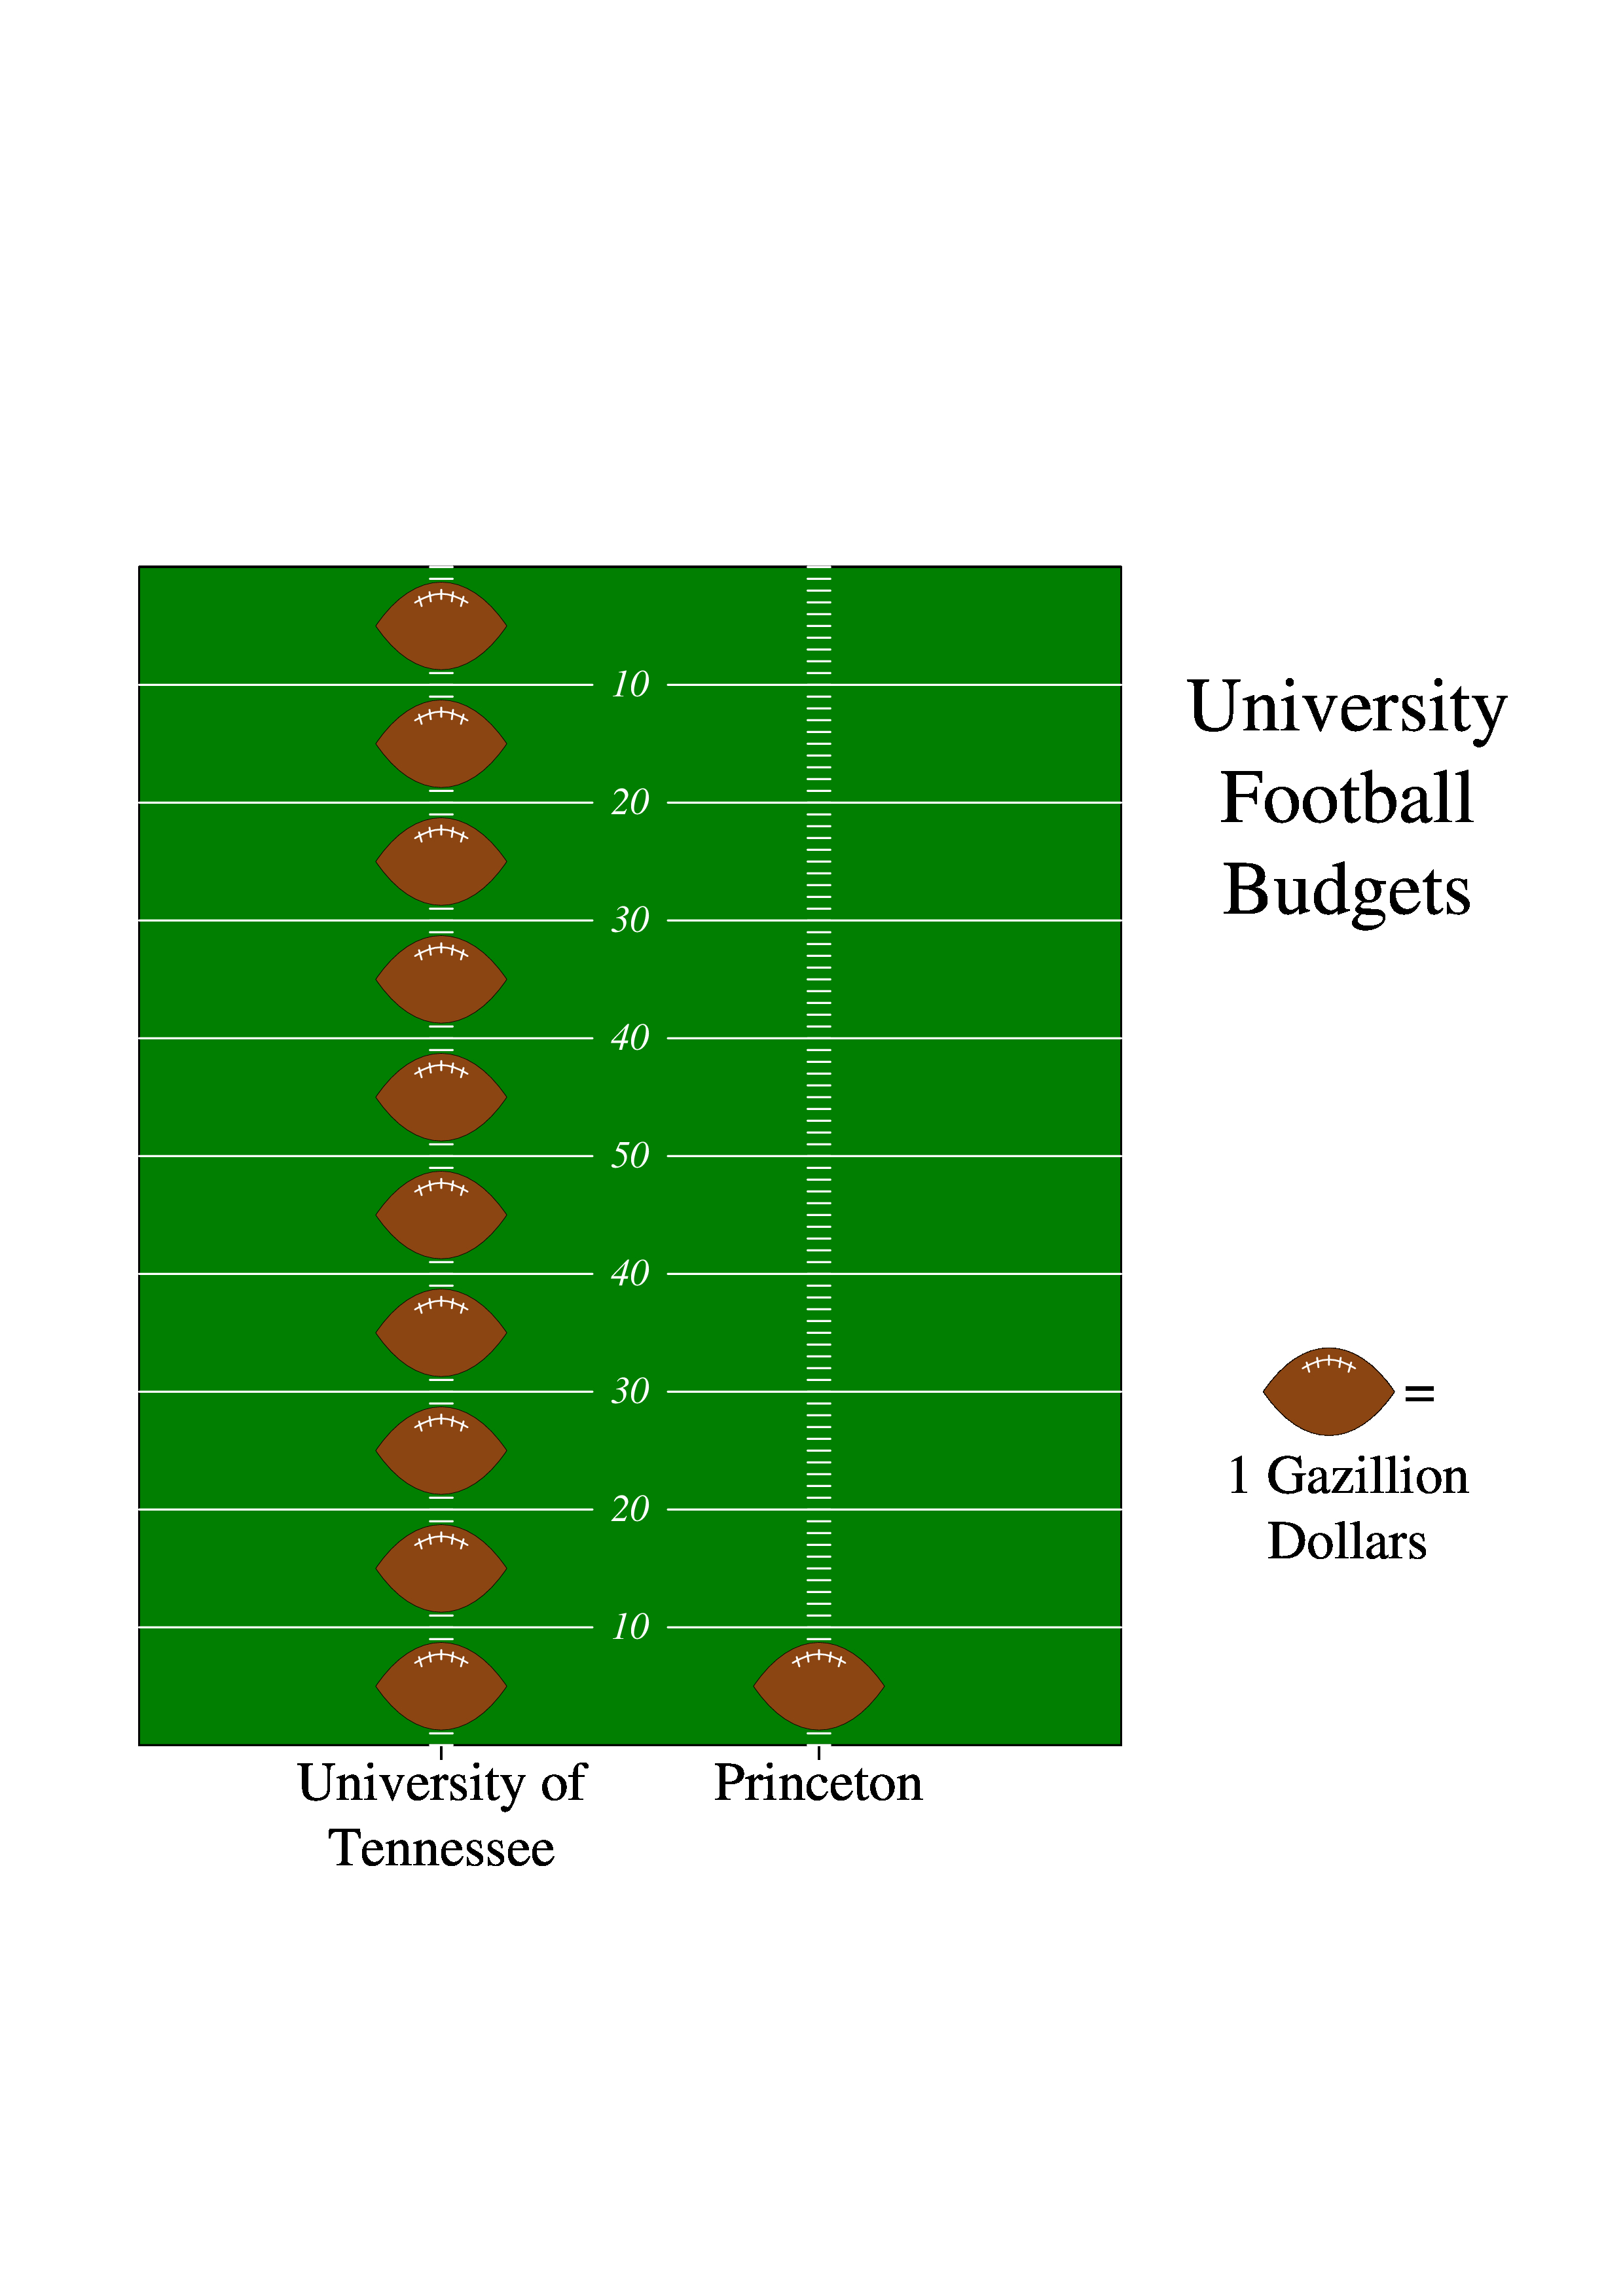 University
Football
Budgets
10
20
30
40
50
40
30
20
10
=
1 Gazillion
Dollars
University of
Tennessee
Princeton